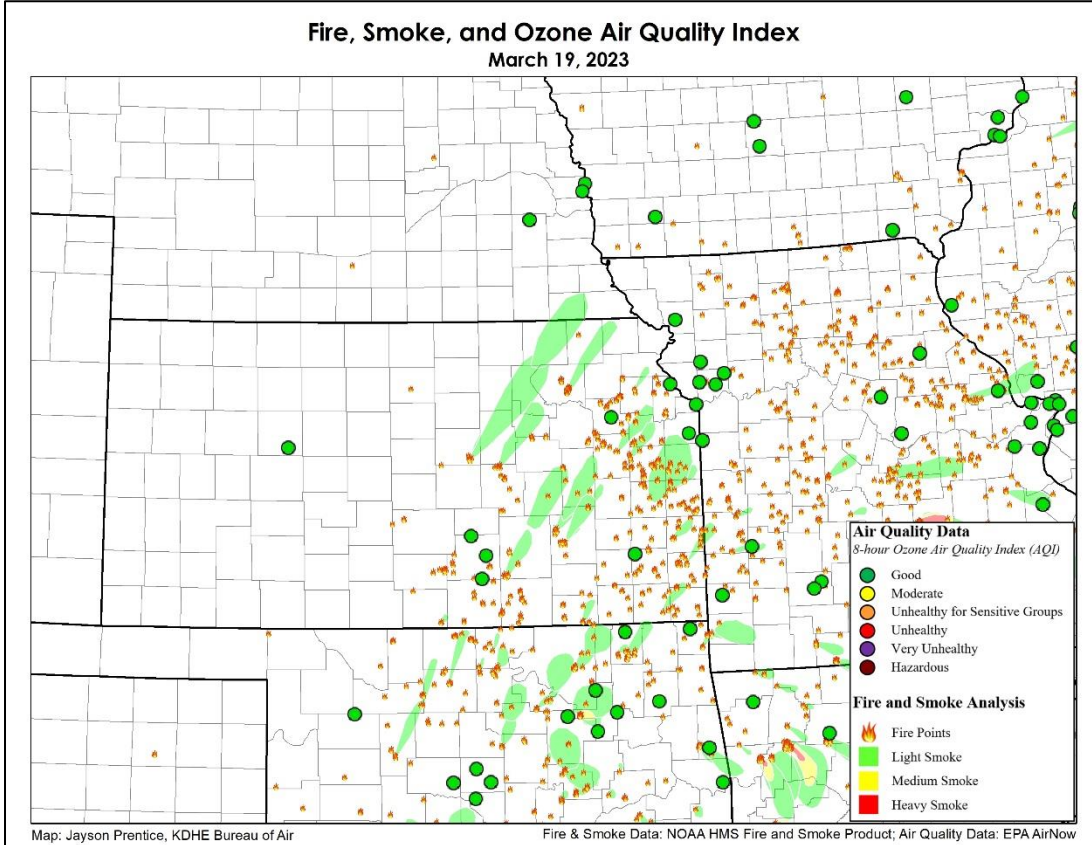 Fire, Smoke, and Ozone Air Quality Index
March 19, 2023
Air Quality Data
8-hour Ozone Air Quality Index (AQI)
Good
Moderate
Unhealthy for Sensitive Groups
Unhealthy
Very Unhealthy
Hazardous
Fire and Smoke Analysis
Fire Points
Light Smoke
Medium Smoke
Heavy Smoke
Map: Jayson Prentice, KDHE Bureau of Air
Fire & Smoke Data: NOAA HMS Fire and Smoke Product; Air Quality Data: EPA AirNow